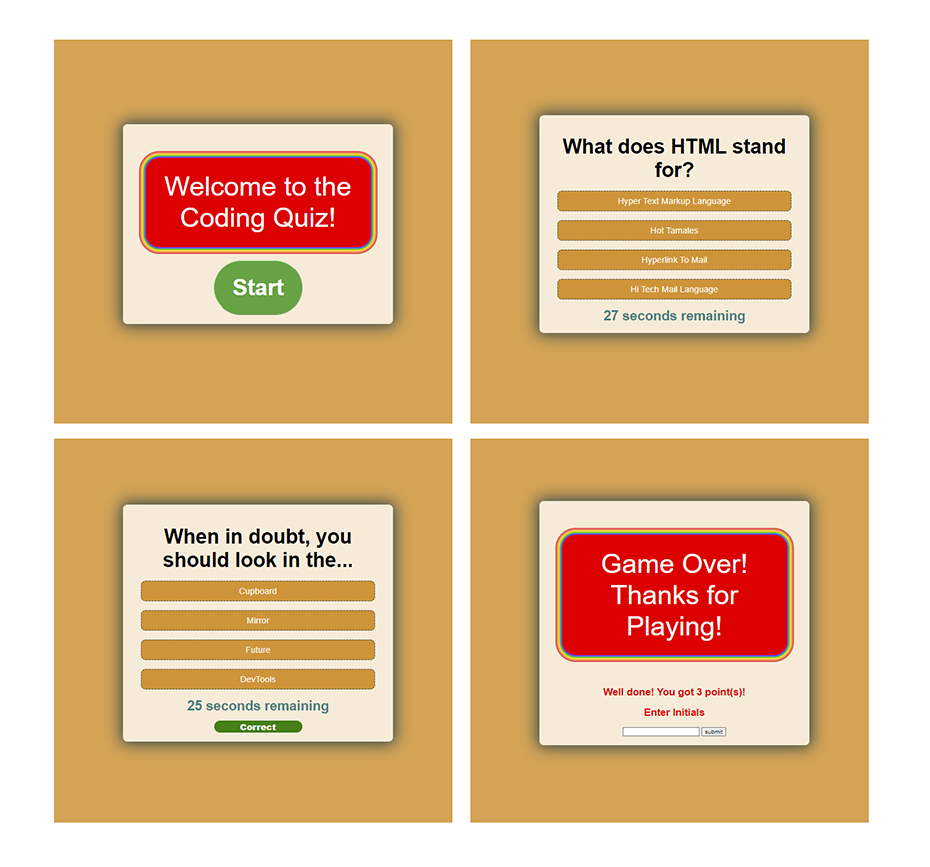 Welcome to the
Coding Quiz!
Start
What does HTML stand
for?
Hyper Text Markup Language
Hot Tamales
Hyperlink To Mail
Hi Tech Mail Language
27 seconds remaining
When in doubt, you
should look in the...
Cupboard
Mirror
Future
DevTools
25 seconds remaining
Correct
Game Over!
Thanks for
Playing!
Well done! You got 3 point(s)!
Enter Initials
submit